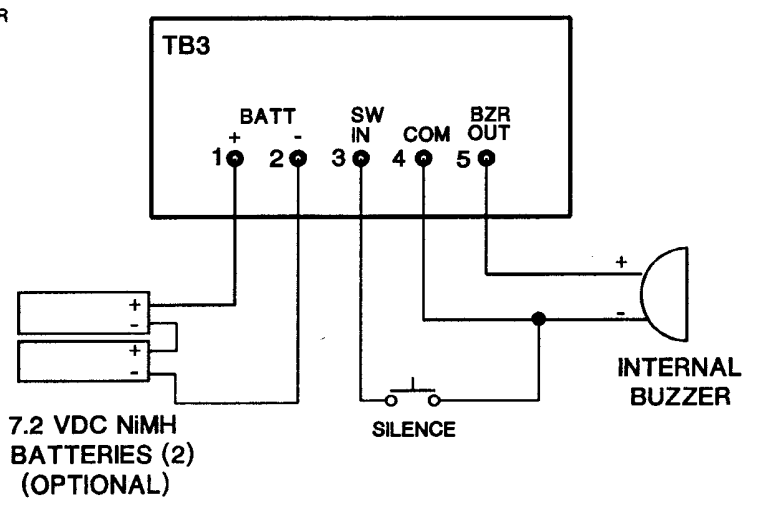 R
TB3
BATT
+ -
SW
IN
COM
BZR
OUT
1 2 3 4 5
+
-
+
-
+
-
INTERNAL
BUZZER
SILENCE
7.2 VDC NiMH
BATTERIES (2)
(OPTIONAL)